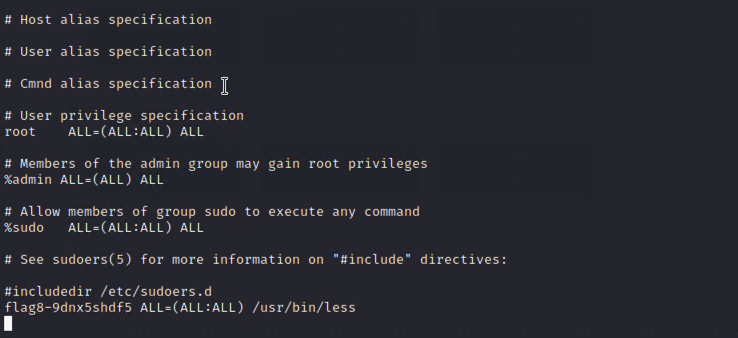 # Host alias specification
# User alias specification
# Cmnd alias specification
# User privilege specification
root    ALL=(ALL:ALL) ALL
# Members of the admin group may gain root privileges
%admin ALL=(ALL) ALL
# Allow members of group sudo to execute any command
%sudo   ALL=(ALL:ALL) ALL
# See sudoers(5) for more information on "#include" directives:
#includedir /etc/sudoers.d
flag8-9dnx5shdf5 ALL=(ALL:ALL) /usr/bin/less